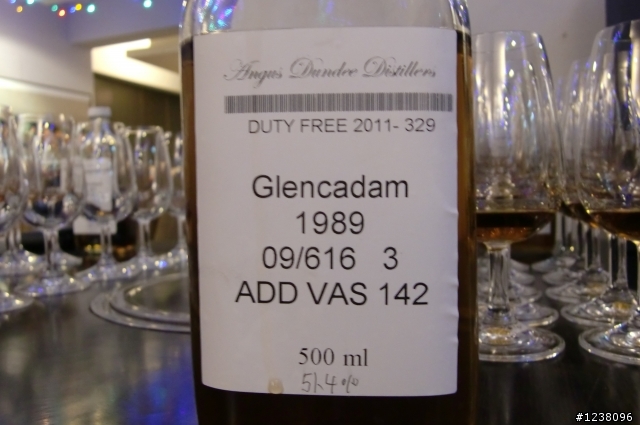 Angus Dundee Distillers
DUTY FREE 2011- 329
Glencadam
1989
09/616 3
ADD VAS 142
500 ml
51.4%
#1238096